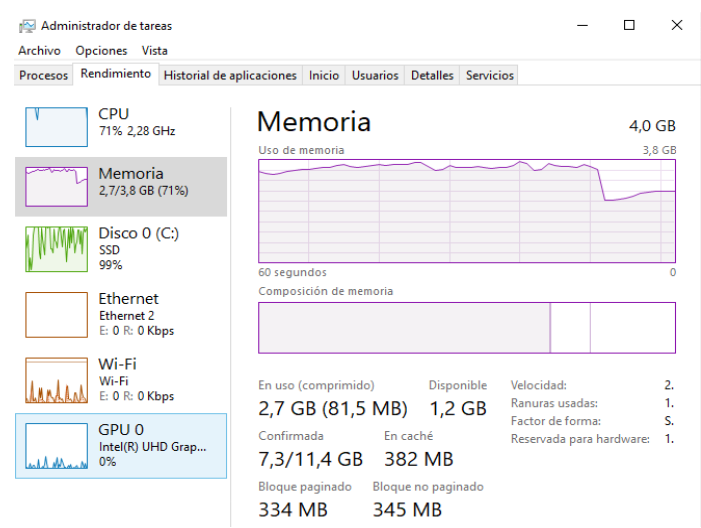 Administrador de tareas
Archivo Opciones Vista
Procesos Rendimiento Historial de aplicaciones Inicio Usuarios Detalles Servicios
CPU
71% 2,28 GHz
Memoria
2,7/3,8 GB (71%)
Disco 0 (C:)
SSD
99%
Ethernet
Ethernet 2
E: 0 R: 0 Kbps
Wi-Fi
Wi-Fi
E: 0 R: 0 Kbps
GPU 0
Intel(R) UHD Grap...
0%
Memoria 4,0 GB
Uso de memoria 3,8 GB
60 segundos 0
Composición de memoria
En uso (comprimido) Disponible
2,7 GB (81,5 MB) 1,2 GB
Confirmada En caché
7,3/11,4 GB 382 MB
Bloque paginado Bloque no paginado
334 MB 345 MB
Velocidad: 2.
Ranuras usadas: 1.
Factor de forma: S.
Reservada para hardware: 1.